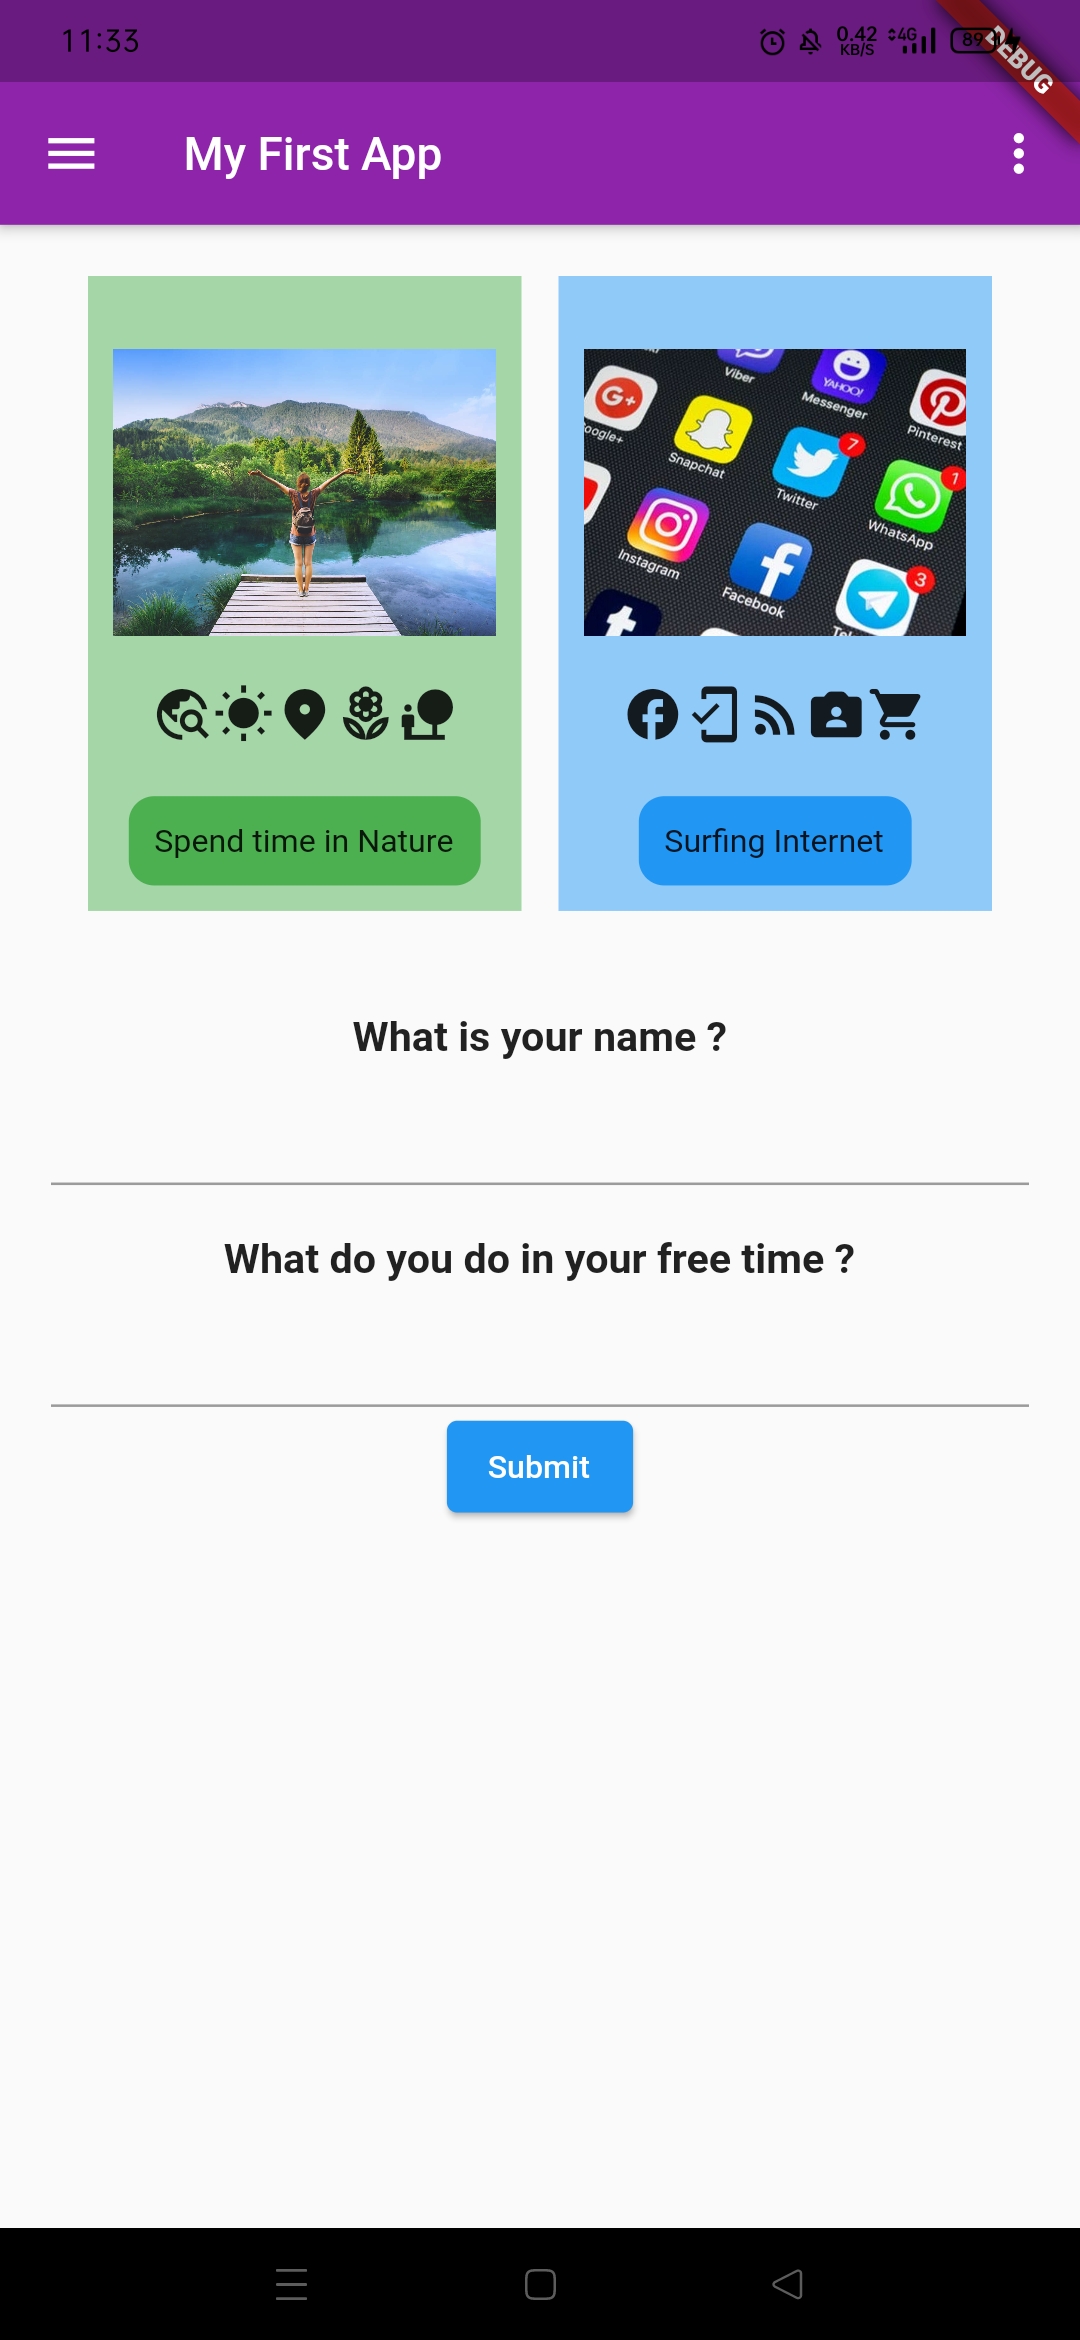 11:33
0.42
KB/S
4G
89
DEBUG
My First App
Viber
YAHOO!
Messenger
G+
Pinterest
Snapchat
7
Twitter
1
WhatsApp
Instagram
Facebook
3
Spend time in Nature
Surfing Internet
What is your name ?
What do you do in your free time ?
Submit